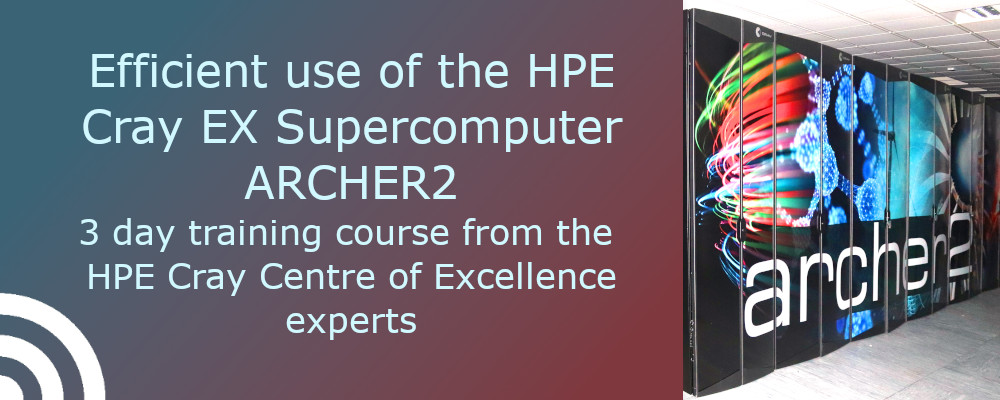 Efficient use of the HPE
Cray EX Supercomputer
ARCHER2
3 day training course from the
HPE Cray Centre of Excellence
experts
archer2